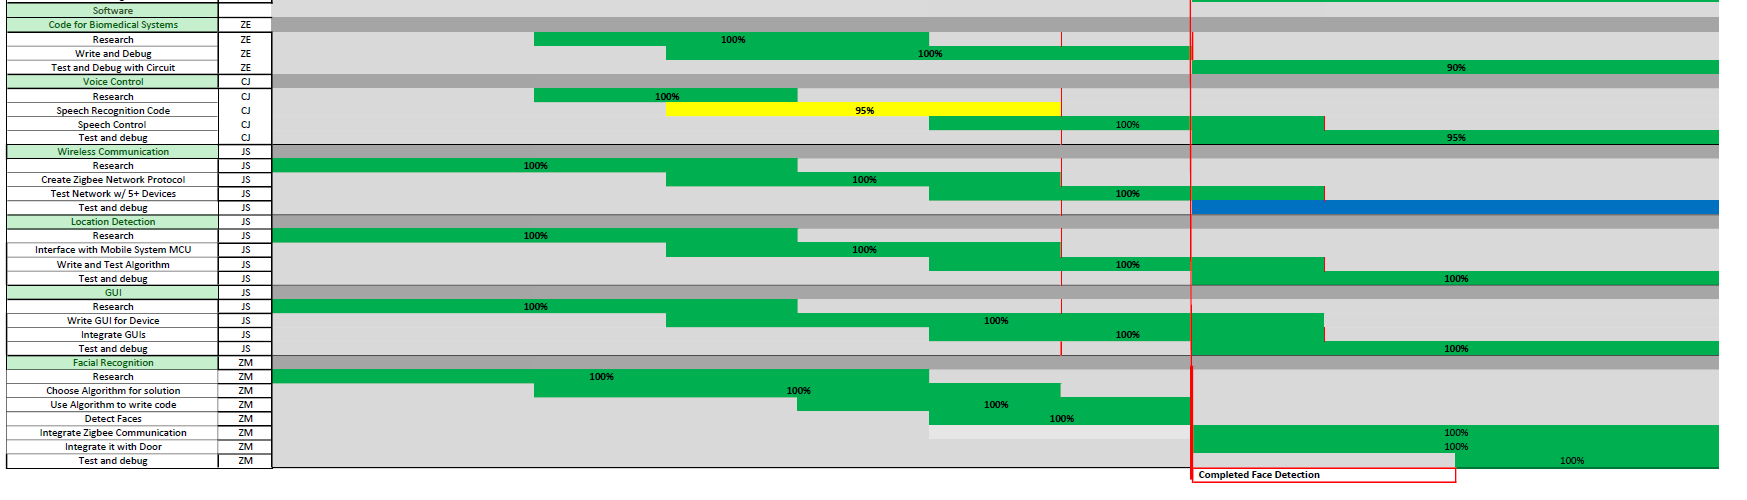 Software
Code for Biomedical Systems ZE
Research ZE 100%
Write and Debug ZE 100%
Test and Debug with Circuit ZE 90%
Voice Control CJ
Research CJ 100%
Speech Recognition Code CJ 95%
Speech Control CJ 100%
Test and debug CJ 95%
Wireless Communication JS
Research JS 100%
Create Zigbee Network Protocol JS 100%
Test Network w/ 5+ Devices JS 100%
Test and debug JS
Location Detection JS
Research JS 100%
Interface with Mobile System MCU JS 100%
Write and Test Algorithm JS 100%
Test and debug JS 100%
GUI JS
Research JS 100%
Write GUI for Device JS 100%
Integrate GUIs JS 100%
Test and debug JS 100%
Facial Recognition ZM
Research ZM 100%
Choose Algorithm for solution ZM 100%
Use Algorithm to write code ZM 100%
Detect Faces ZM 100%
Integrate Zigbee Communication ZM 100%
Integrate it with Door ZM 100%
Test and debug ZM 100%
Completed Face Detection